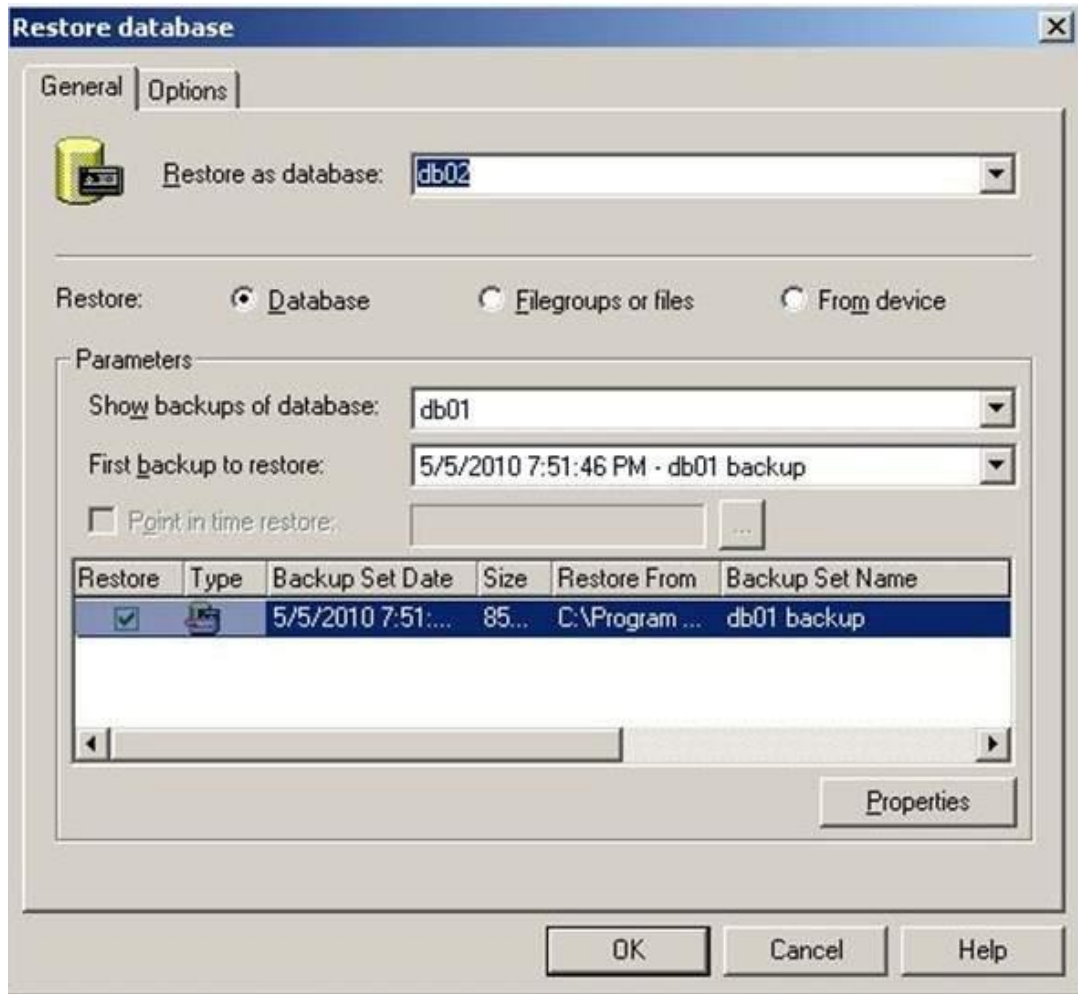 Restore database
General Options
Restore as database: db02
Restore: Database Filegroups or files From device
Parameters
Show backups of database: db01
First backup to restore: 5/5/2010 7:51:46 PM - db01 backup
Point in time restore: ...
Restore Type Backup Set Date Size Restore From Backup Set Name
5/5/2010 7:51:... 85... C:\Program ... db01 backup
Properties
OK Cancel Help